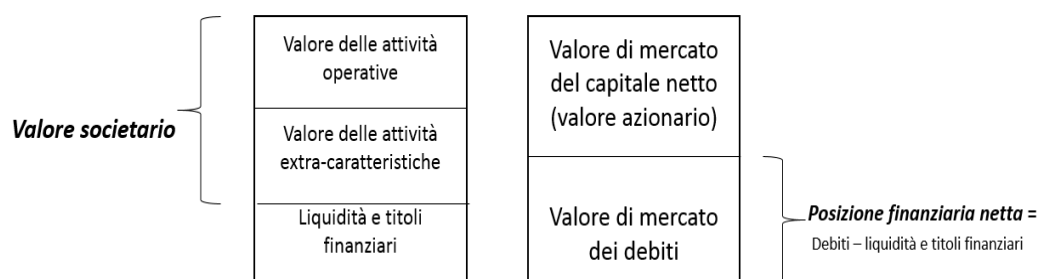 Valore societario
Valore delle attività
operative
Valore delle attività
extra-caratteristiche
Liquidità e titoli
finanziari
Valore di mercato
del capitale netto
(valore azionario)
Valore di mercato
dei debiti
Posizione finanziaria netta =
Debiti – liquidità e titoli finanziari